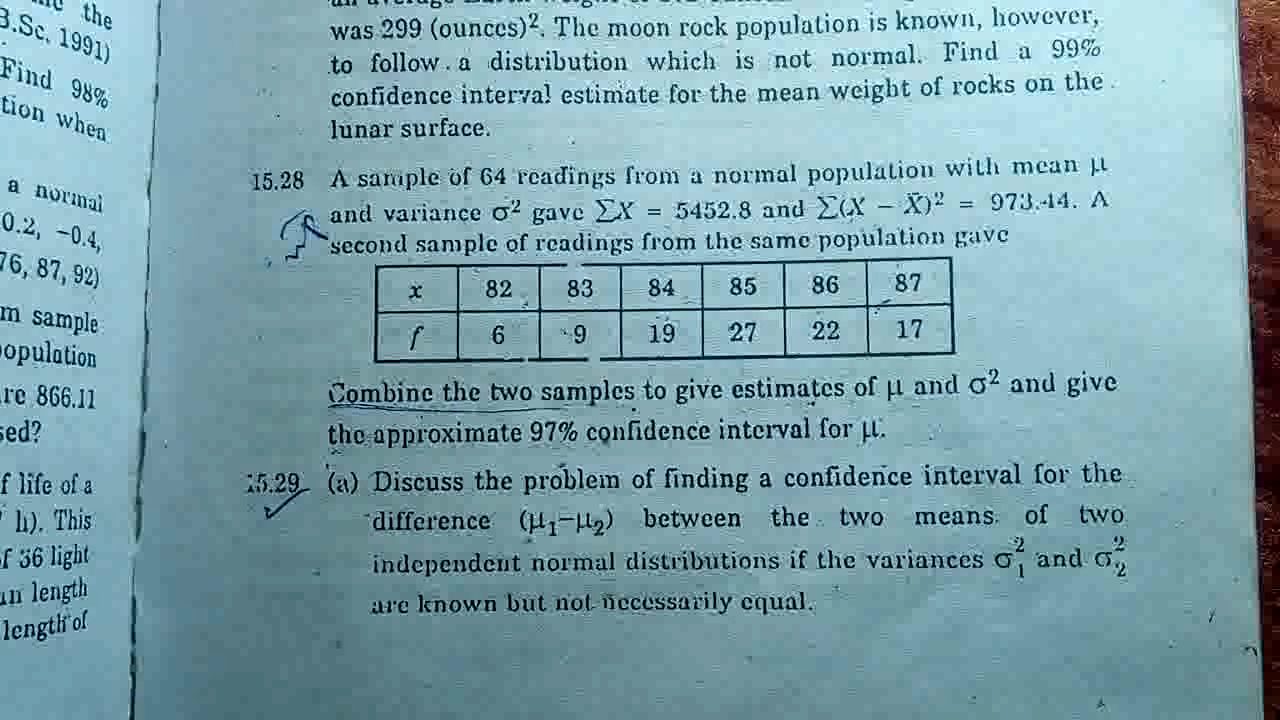 the
B.Sc. 1991)
Find 98%
tion when
a normal
0.2, −0.4,
76, 87, 92)
m sample
population
re 866.11
sed?
f life of a
h). This
f 36 light
an length
length of
was 299 (ounces)². The moon rock population is known, however,
to follow a distribution which is not normal. Find a 99%
confidence interval estimate for the mean weight of rocks on the
lunar surface.
15.28 A sample of 64 readings from a normal population with mean μ
and variance σ² gave ΣX = 5452.8 and Σ(X − X̄)² = 973.44. A
second sample of readings from the same population gave
x 82 83 84 85 86 87
f 6 9 19 27 22 17
Combine the two samples to give estimates of μ and σ² and give
the approximate 97% confidence interval for μ.
15.29 (a) Discuss the problem of finding a confidence interval for the
difference (μ₁−μ₂) between the two means of two
independent normal distributions if the variances σ₁² and σ₂²
are known but not necessarily equal.